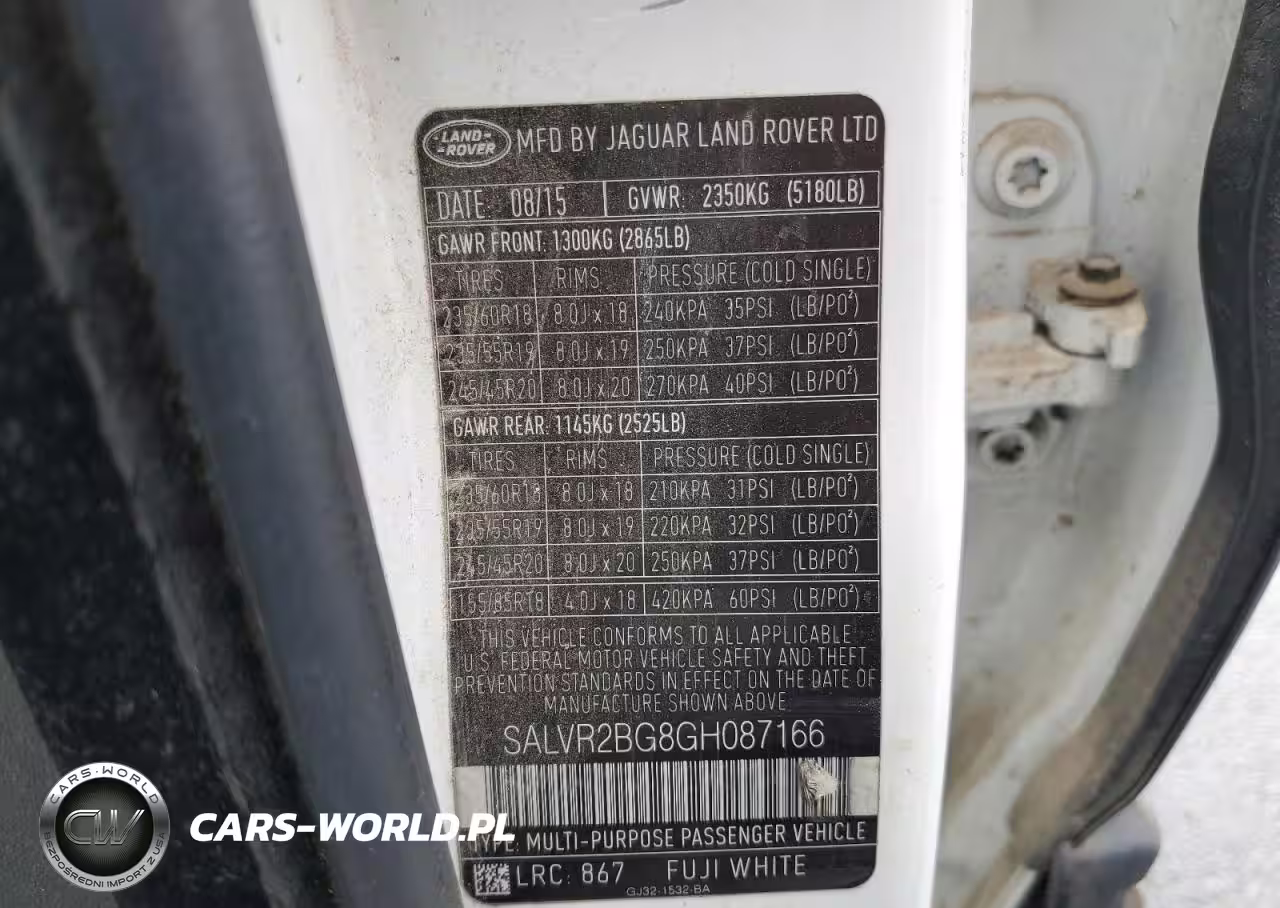 LAND-
-ROVER
MFD BY JAGUAR LAND ROVER LTD
DATE: 08/15 GVWR: 2350KG (5180LB)
GAWR FRONT: 1300KG (2865LB)
TIRES RIMS PRESSURE (COLD SINGLE)
235/60R18 8.0J x 18 240KPA 35PSI (LB/PO²)
235/55R19 8.0J x 19 250KPA 37PSI (LB/PO²)
245/45R20 8.0J x 20 270KPA 40PSI (LB/PO²)
GAWR REAR: 1145KG (2525LB)
TIRES RIMS PRESSURE (COLD SINGLE)
235/60R18 8.0J x 18 210KPA 31PSI (LB/PO²)
235/55R19 8.0J x 19 220KPA 32PSI (LB/PO²)
245/45R20 8.0J x 20 250KPA 37PSI (LB/PO²)
155/85R18 4.0J x 18 420KPA 60PSI (LB/PO²)
THIS VEHICLE CONFORMS TO ALL APPLICABLE
U.S. FEDERAL MOTOR VEHICLE SAFETY AND THEFT
PREVENTION STANDARDS IN EFFECT ON THE DATE OF
MANUFACTURE SHOWN ABOVE.
SALVR2BG8GH087166
TYPE: MULTI-PURPOSE PASSENGER VEHICLE
LRC: 867 FUJI WHITE
GJ32-1532-BA
CARS-WORLD
CW
BEZPOŚREDNI IMPORT Z USA
CARS-WORLD.PL